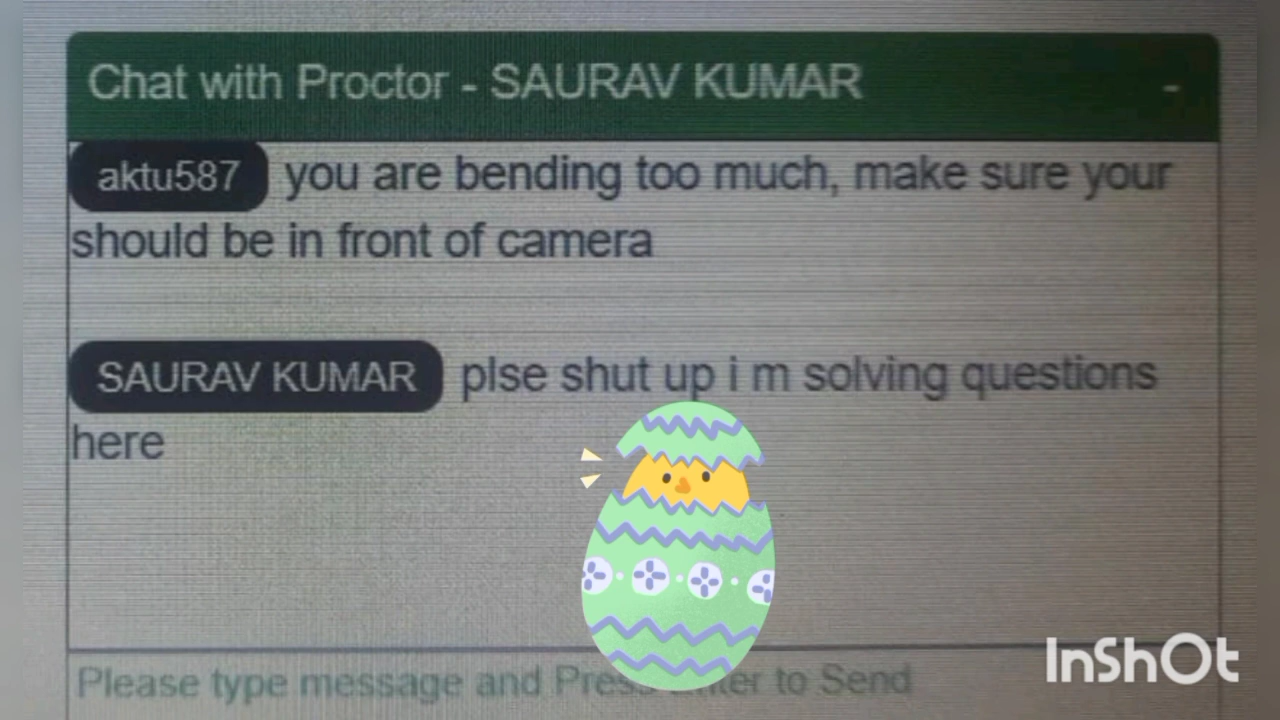 Chat with Proctor - SAURAV KUMAR -
aktu587 you are bending too much, make sure your
should be in front of camera
SAURAV KUMAR plse shut up i m solving questions
here
Please type message and Press Enter to Send
InShOt